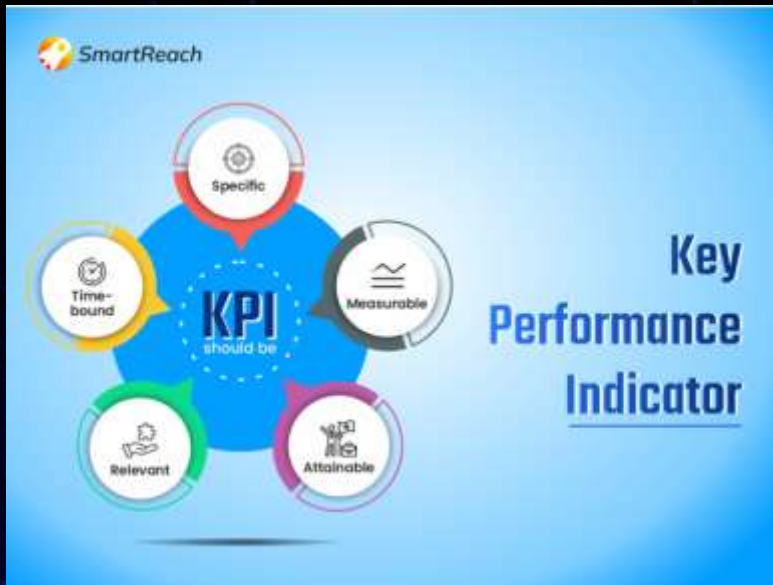 SmartReach
Specific
Time-
bound
KPI
should be
Measurable
Relevant
Attainable
Key
Performance
Indicator